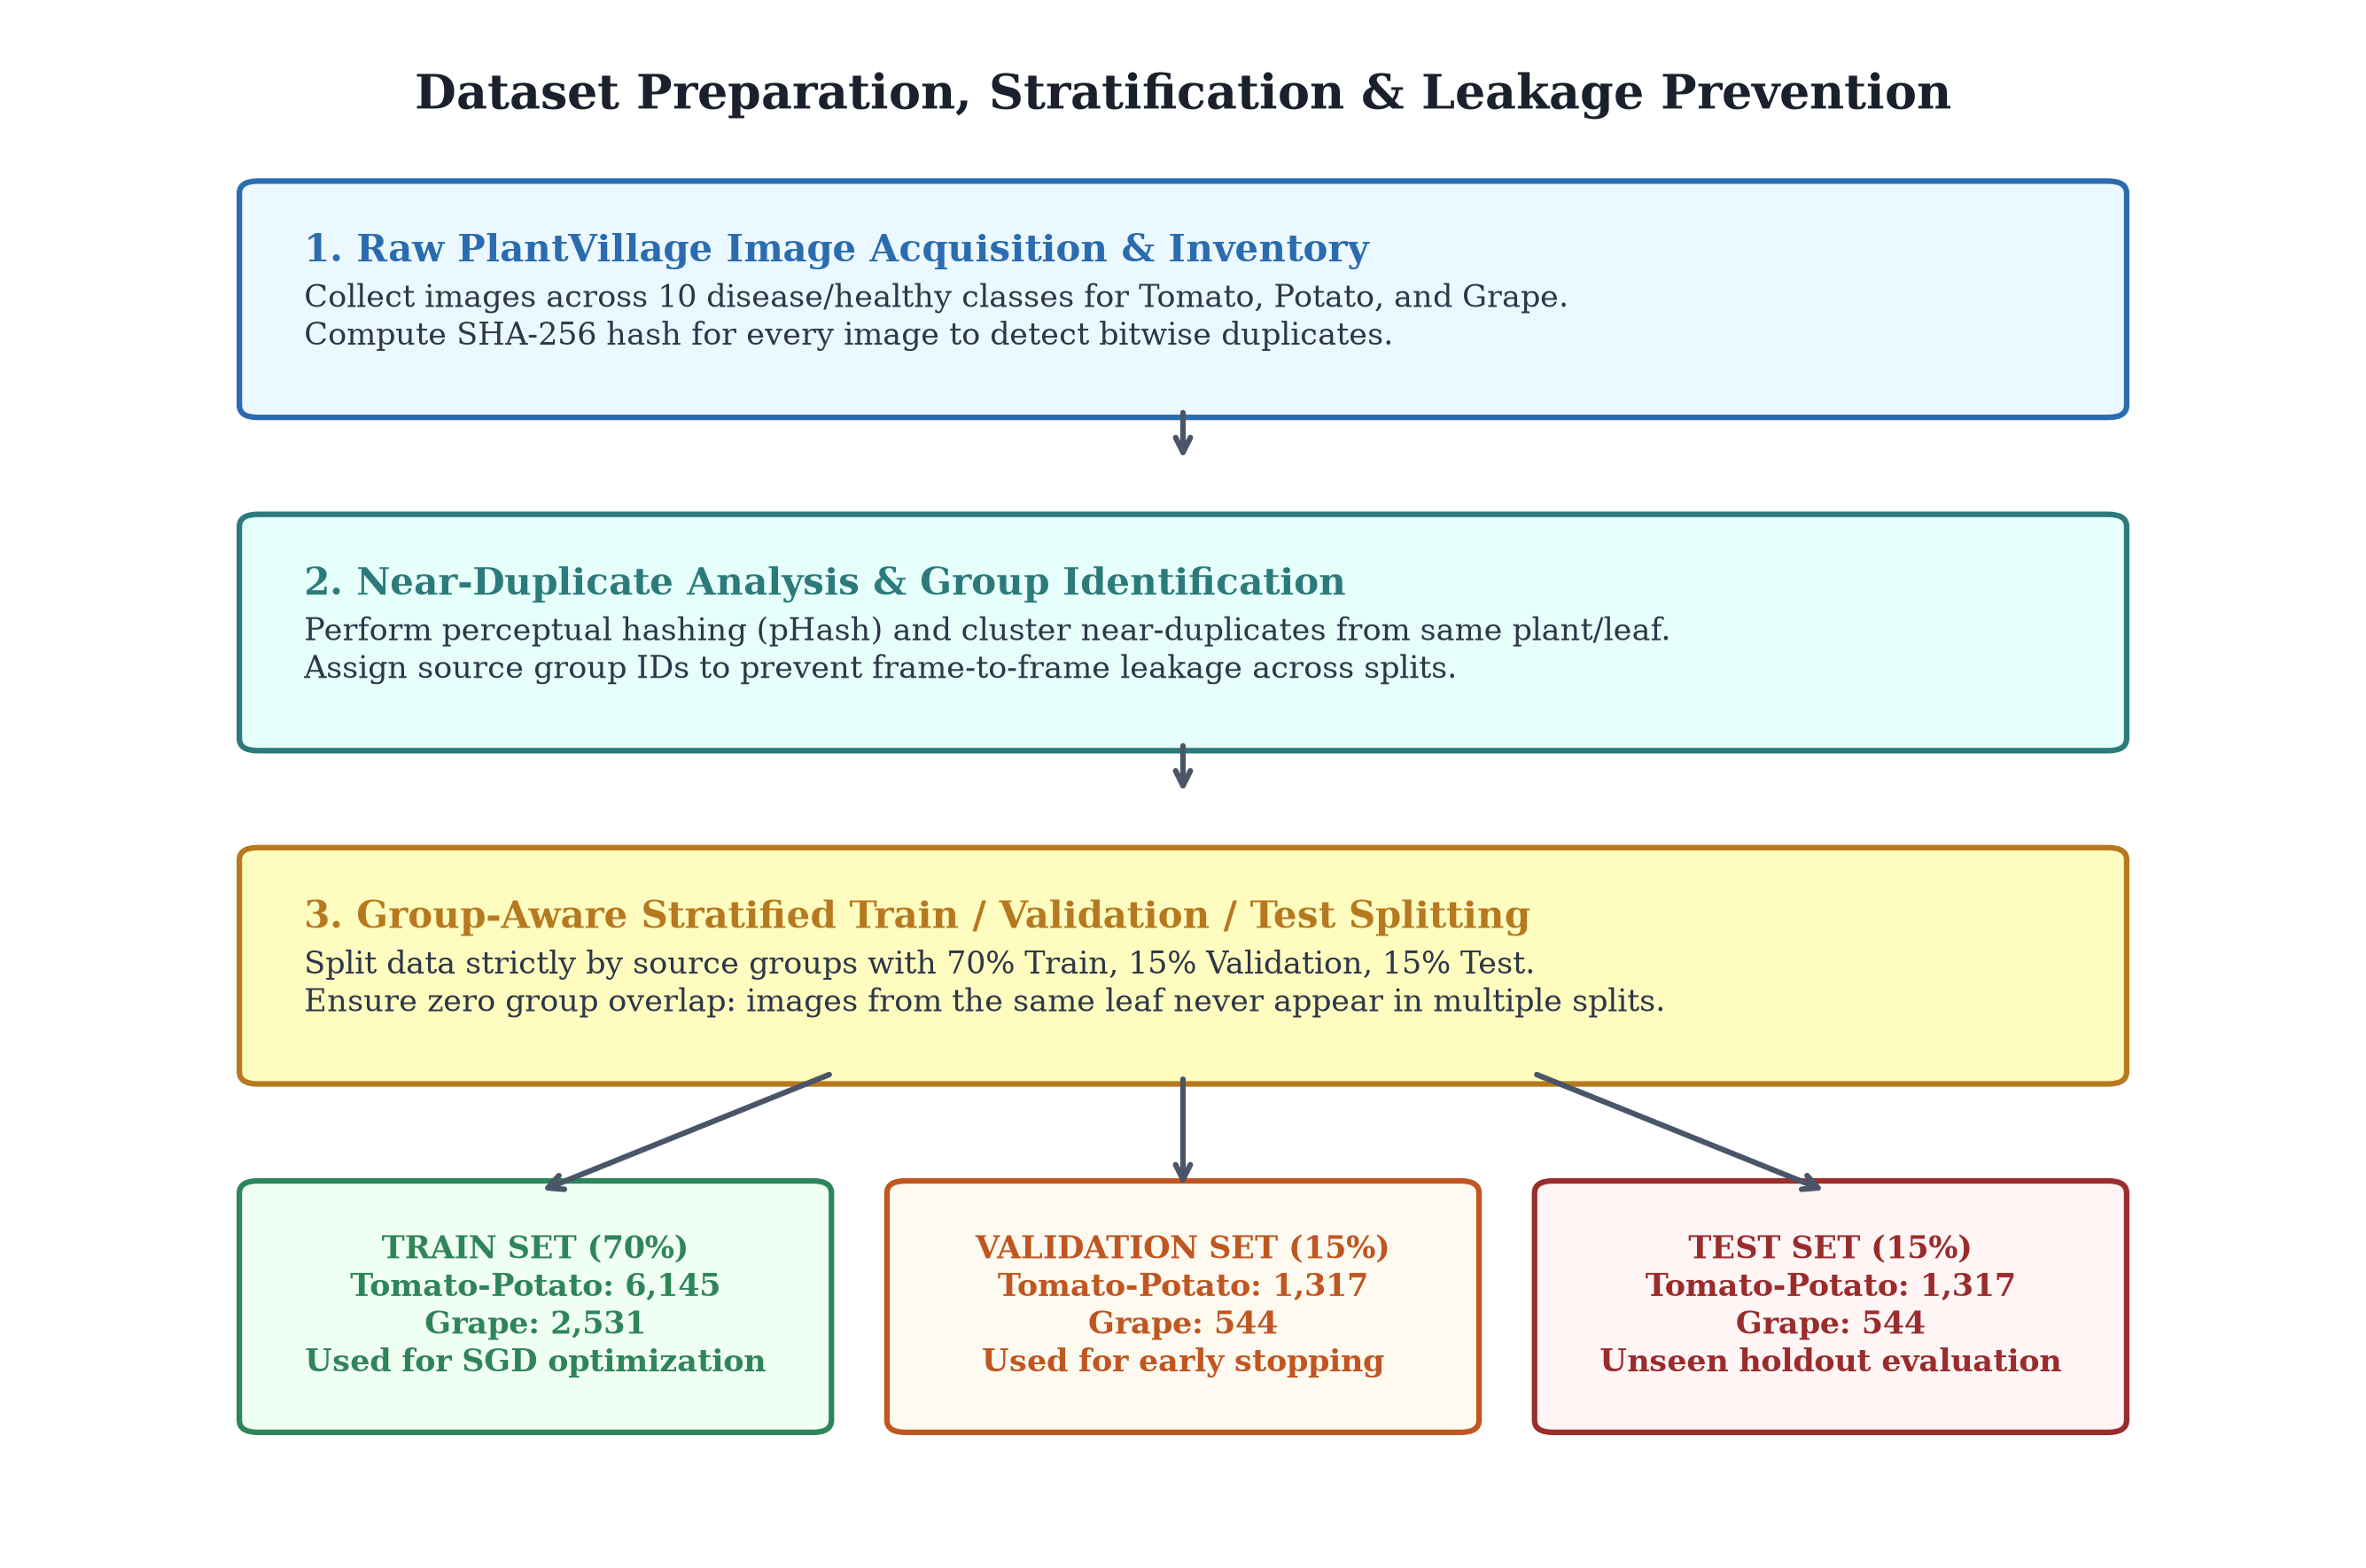 Dataset Preparation, Stratification & Leakage Prevention
1. Raw PlantVillage Image Acquisition & Inventory
Collect images across 10 disease/healthy classes for Tomato, Potato, and Grape.
Compute SHA-256 hash for every image to detect bitwise duplicates.
2. Near-Duplicate Analysis & Group Identification
Perform perceptual hashing (pHash) and cluster near-duplicates from same plant/leaf.
Assign source group IDs to prevent frame-to-frame leakage across splits.
3. Group-Aware Stratified Train / Validation / Test Splitting
Split data strictly by source groups with 70% Train, 15% Validation, 15% Test.
Ensure zero group overlap: images from the same leaf never appear in multiple splits.
TRAIN SET (70%)
Tomato-Potato: 6,145
Grape: 2,531
Used for SGD optimization
VALIDATION SET (15%)
Tomato-Potato: 1,317
Grape: 544
Used for early stopping
TEST SET (15%)
Tomato-Potato: 1,317
Grape: 544
Unseen holdout evaluation